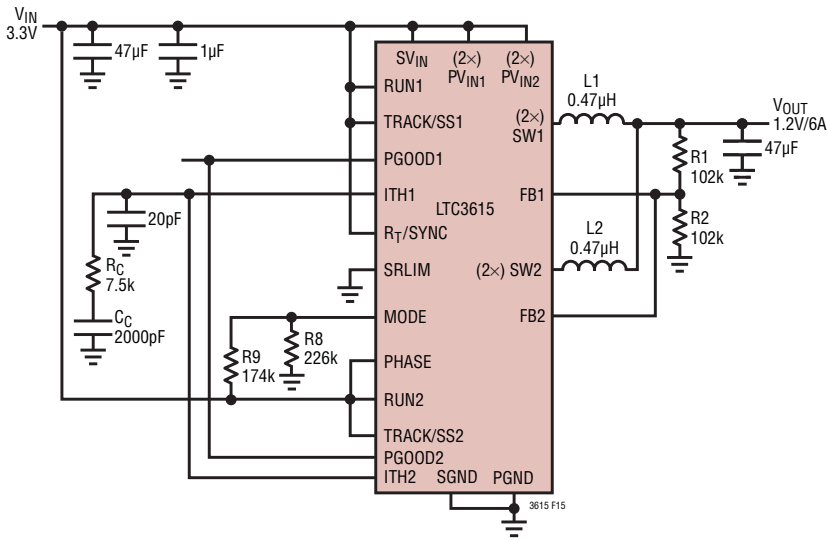 VIN
3.3V
47µF
1µF
SVIN
(2×)
PVIN1
(2×)
PVIN2
RUN1
TRACK/SS1
PGOOD1
ITH1
RT/SYNC
SRLIM
MODE
PHASE
RUN2
TRACK/SS2
PGOOD2
ITH2
SGND
PGND
LTC3615
(2×)
SW1
FB1
(2×) SW2
FB2
L1
0.47µH
VOUT
1.2V/6A
47µF
R1
102k
R2
102k
L2
0.47µH
20pF
RC
7.5k
CC
2000pF
R9
174k
R8
226k
3615 F15